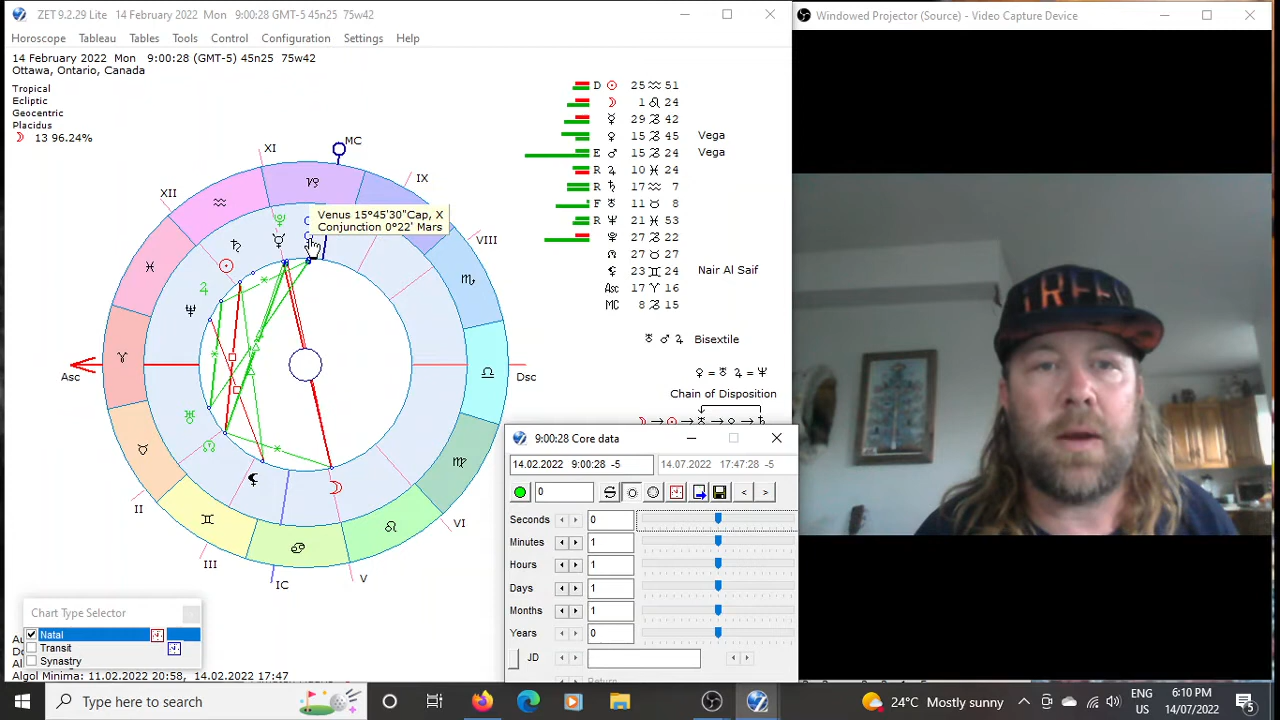 ZET 9.2.29 Lite   14 February 2022  Mon   9:00:28 GMT-5 45n25  75w42
Horoscope Tableau Tables Tools Control Configuration Settings Help
14 February 2022  Mon   9:00:28 (GMT-5) 45n25  75w42
Ottawa, Ontario, Canada
Tropical
Ecliptic
Geocentric
Placidus
☽ 13 96.24%
MC
XI
IX
XII
♑
♒
VIII
Venus 15°45'30"Cap, X
Conjunction 0°22' Mars
♏
♓
♈
♎
Asc
Dsc
♉
♍
II
VI
♊
♌
♋
III
IC
V
D ☉ 25 ♒ 51
☽ 1 ♌ 24
☿ 29 ♑ 42
♀ 15 ♑ 45 Vega
E ♂ 15 ♑ 24 Vega
R ♃ 10 ♓ 24
R ♄ 17 ♒ 7
F ♅ 11 ♉ 8
R ♆ 21 ♓ 53
27 ♑ 22
☊ 27 ♉ 27
⚸ 23 ♊ 24 Nair Al Saif
Asc 17 ♈ 16
MC 8 ♑ 15
♅ ♂ ♃ Bisextile
♀ = ♅ ♃ = ♆
Chain of Disposition
☽ → ☉ → ♅ → ♀ → ♄
9:00:28 Core data
14.02.2022  9:00:28 -5 14.07.2022 17:47:28 -5
0
Seconds 0
Minutes 1
Hours 1
Days 1
Months 1
Years 0
JD
Return
Chart Type Selector
Natal
Transit
Synastry
Au
Do
Al
Algol Minima: 11.02.2022 20:58,  14.02.2022 17:47
Windowed Projector (Source) - Video Capture Device
Type here to search
24°C Mostly sunny
ENG
US
6:10 PM
14/07/2022
5